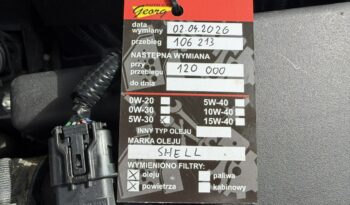 Georg
data wymiany 02.04.2026
przebieg 106 213
NASTĘPNA WYMIANA
przy przebiegu 120 000
do dnia
0W-20 5W-40
0W-30 10W-40
5W-30 15W-40
INNY TYP OLEJU
MARKA OLEJU
SHELL
WYMIENIONO FILTRY:
oleju paliwa
powietrza kabinowy